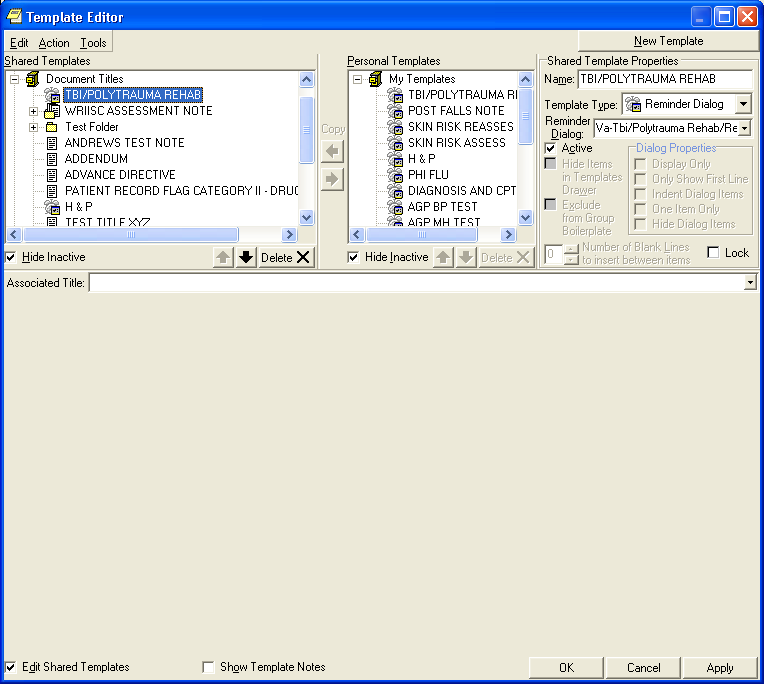 Template Editor
Edit Action Tools
New Template
Shared Templates
Document Titles
TBI/POLYTRAUMA REHAB
WRIISC ASSESSMENT NOTE
Test Folder
ANDREWS TEST NOTE
ADDENDUM
ADVANCE DIRECTIVE
PATIENT RECORD FLAG CATEGORY II - DRUG
H & P
TEST TITLE XYZ
Hide Inactive
Delete
Copy
Personal Templates
My Templates
TBI/POLYTRAUMA RI
POST FALLS NOTE
SKIN RISK REASSES
SKIN RISK ASSESS
H & P
PHI FLU
DIAGNOSIS AND CPT
AGP BP TEST
AGP MH TEST
Hide Inactive
Delete
Shared Template Properties
Name: TBI/POLYTRAUMA REHAB
Template Type: Reminder Dialog
Reminder
Dialog: Va-Tbi/Polytrauma Rehab/Re
Active
Hide Items
in Templates
Drawer
Exclude
from Group
Boilerplate
Dialog Properties
Display Only
Only Show First Line
Indent Dialog Items
One Item Only
Hide Dialog Items
0
Number of Blank Lines
to insert between items
Lock
Associated Title:
Edit Shared Templates
Show Template Notes
OK
Cancel
Apply